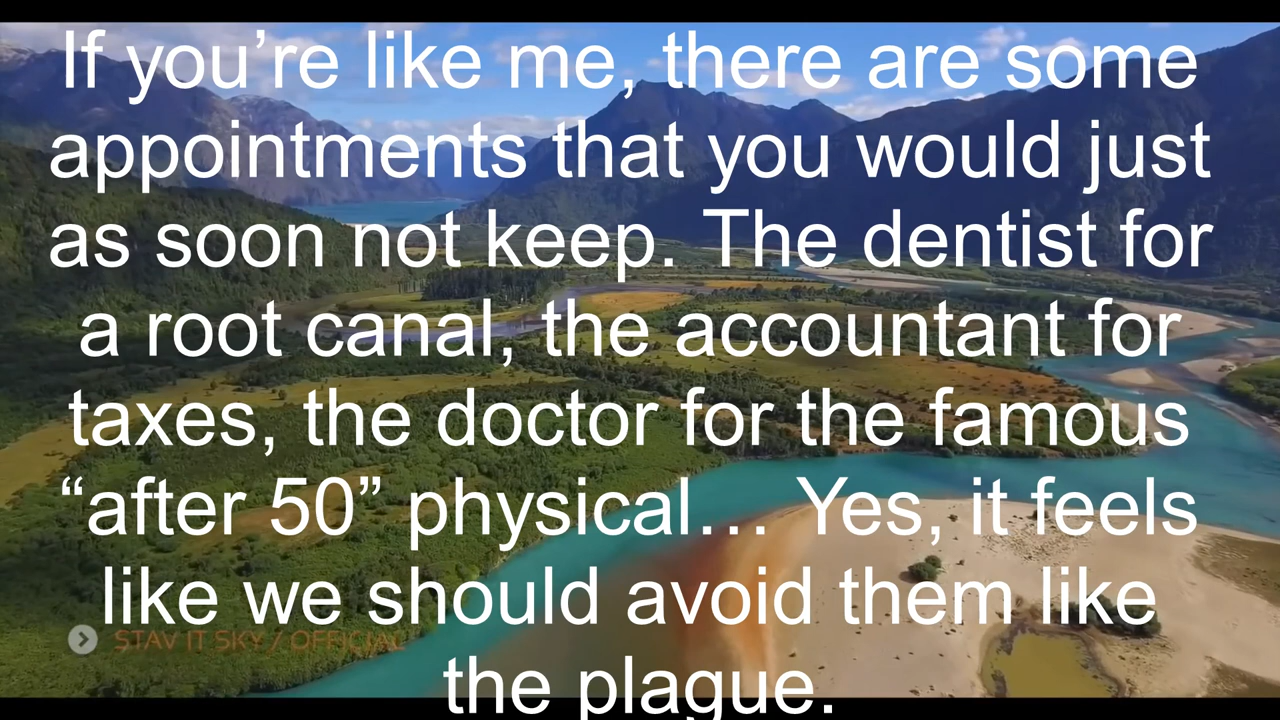 If you’re like me, there are some
appointments that you would just
as soon not keep. The dentist for
a root canal, the accountant for
taxes, the doctor for the famous
“after 50” physical… Yes, it feels
like we should avoid them like
STAV IT SKY / OFFICIAL
the plague.